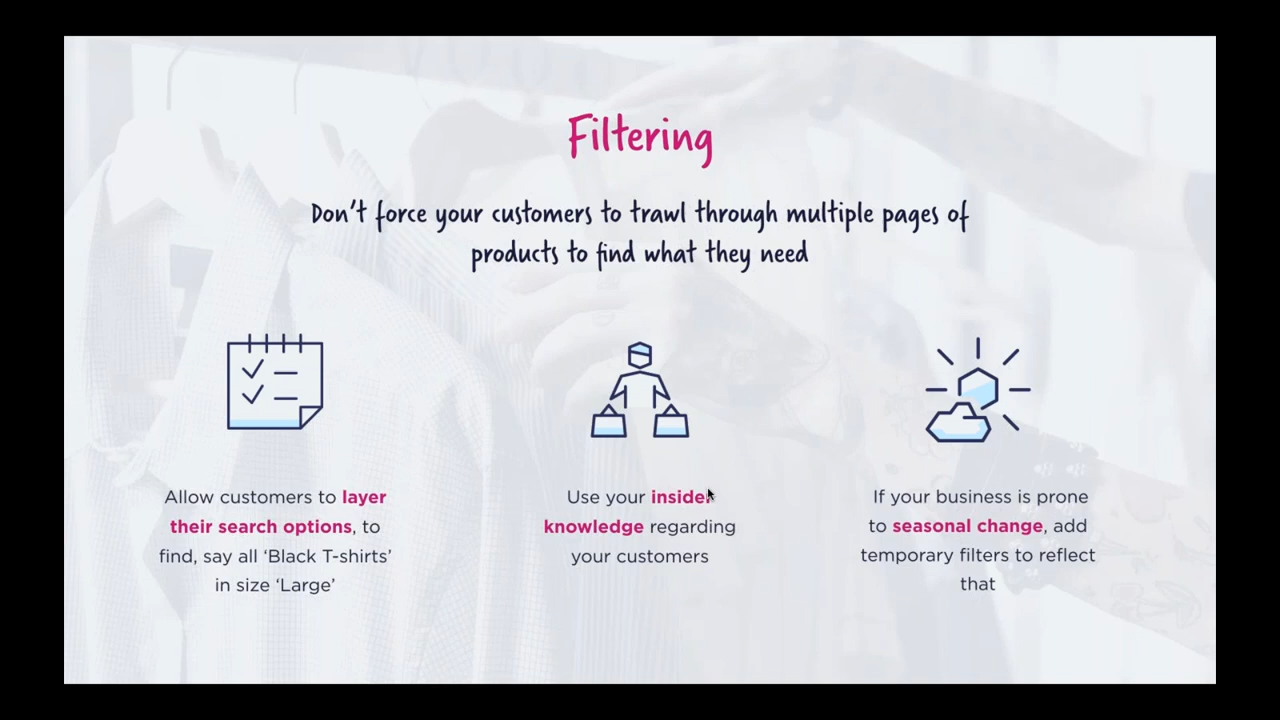 Filtering
Don't force your customers to trawl through multiple pages of
products to find what they need
Allow customers to layer
their search options, to
find, say all ‘Black T-shirts’
in size ‘Large’
Use your insider
knowledge regarding
your customers
If your business is prone
to seasonal change, add
temporary filters to reflect
that